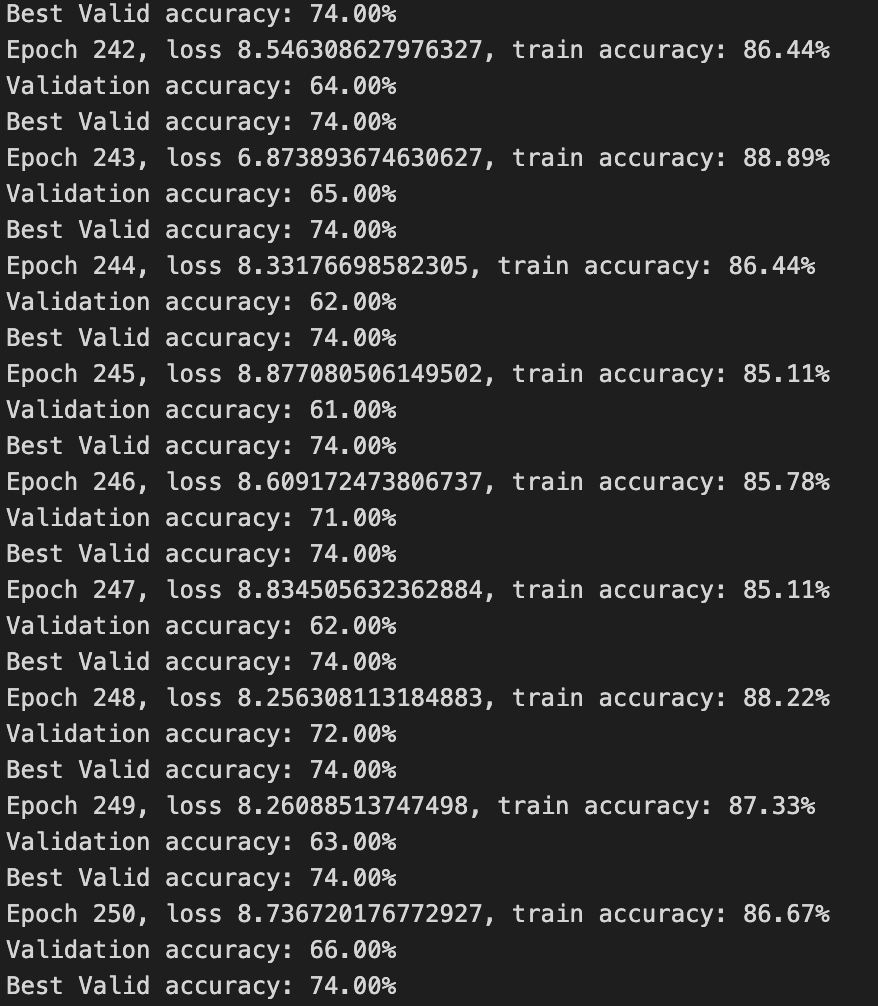 Best Valid accuracy: 74.00%
Epoch 242, loss 8.546308627976327, train accuracy: 86.44%
Validation accuracy: 64.00%
Best Valid accuracy: 74.00%
Epoch 243, loss 6.873893674630627, train accuracy: 88.89%
Validation accuracy: 65.00%
Best Valid accuracy: 74.00%
Epoch 244, loss 8.33176698582305, train accuracy: 86.44%
Validation accuracy: 62.00%
Best Valid accuracy: 74.00%
Epoch 245, loss 8.877080506149502, train accuracy: 85.11%
Validation accuracy: 61.00%
Best Valid accuracy: 74.00%
Epoch 246, loss 8.609172473806737, train accuracy: 85.78%
Validation accuracy: 71.00%
Best Valid accuracy: 74.00%
Epoch 247, loss 8.834505632362884, train accuracy: 85.11%
Validation accuracy: 62.00%
Best Valid accuracy: 74.00%
Epoch 248, loss 8.256308113184883, train accuracy: 88.22%
Validation accuracy: 72.00%
Best Valid accuracy: 74.00%
Epoch 249, loss 8.26088513747498, train accuracy: 87.33%
Validation accuracy: 63.00%
Best Valid accuracy: 74.00%
Epoch 250, loss 8.736720176772927, train accuracy: 86.67%
Validation accuracy: 66.00%
Best Valid accuracy: 74.00%